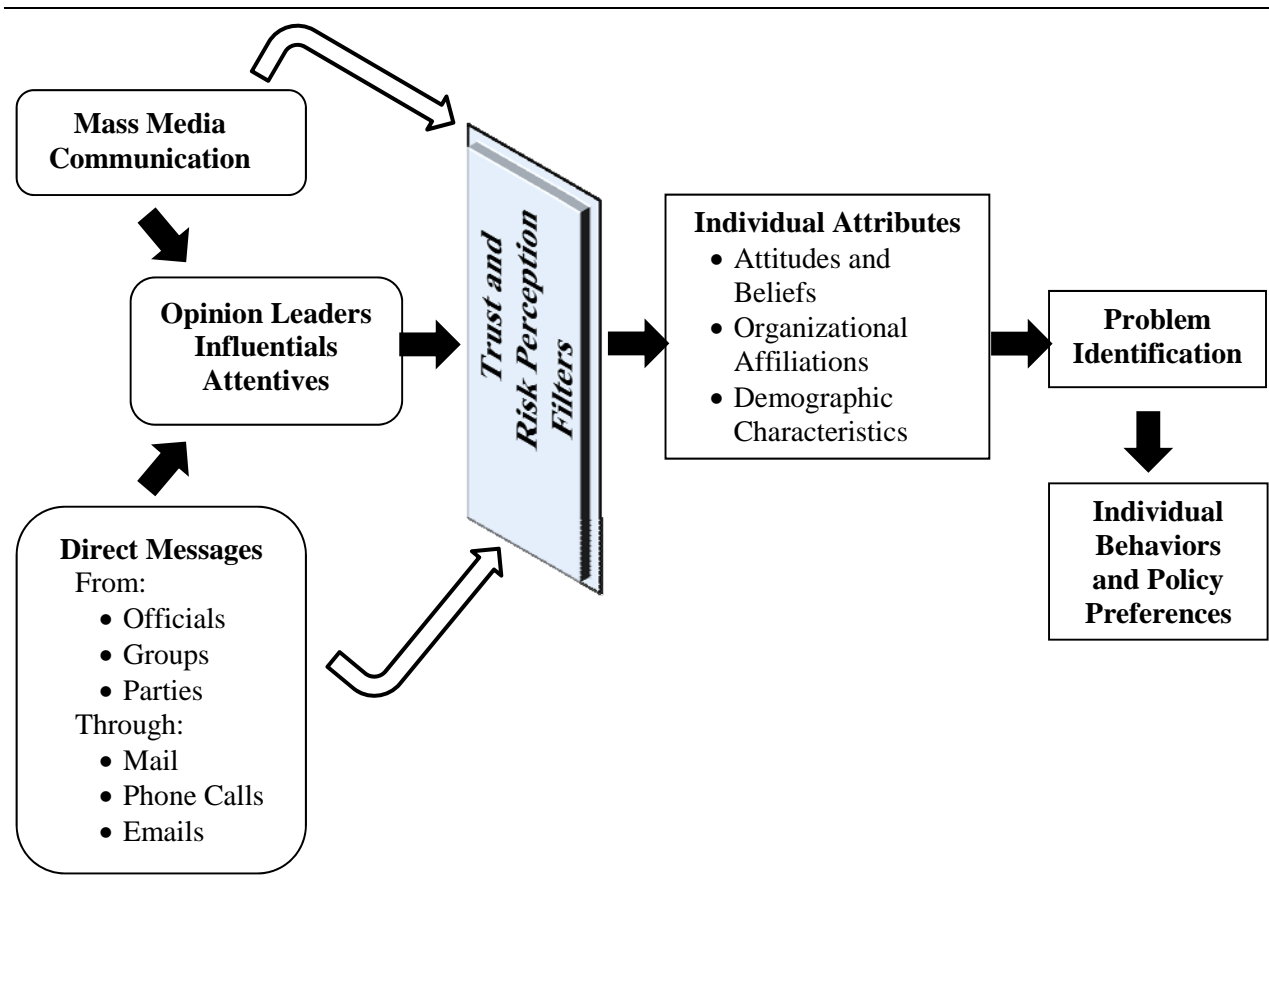 Mass Media
Communication
Opinion Leaders
Influentials
Attentives
Direct Messages
From:
• Officials
• Groups
• Parties
Through:
• Mail
• Phone Calls
• Emails
Trust and
Risk Perception
Filters
Individual Attributes
• Attitudes and
Beliefs
• Organizational
Affiliations
• Demographic
Characteristics
Problem
Identification
Individual
Behaviors
and Policy
Preferences